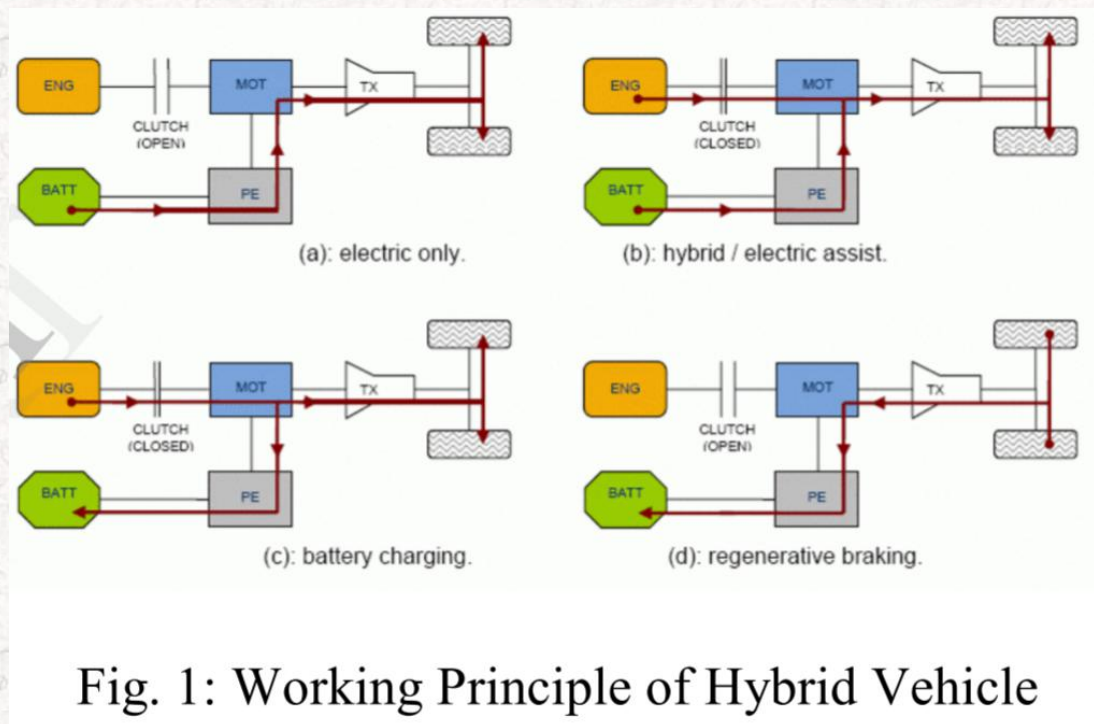 ENG
MOT
TX
CLUTCH
(OPEN)
BATT
PE
(a): electric only.
ENG
MOT
TX
CLUTCH
(CLOSED)
BATT
PE
(b): hybrid / electric assist.
ENG
MOT
TX
CLUTCH
(CLOSED)
BATT
PE
(c): battery charging.
ENG
MOT
TX
CLUTCH
(OPEN)
BATT
PE
(d): regenerative braking.
Fig. 1: Working Principle of Hybrid Vehicle